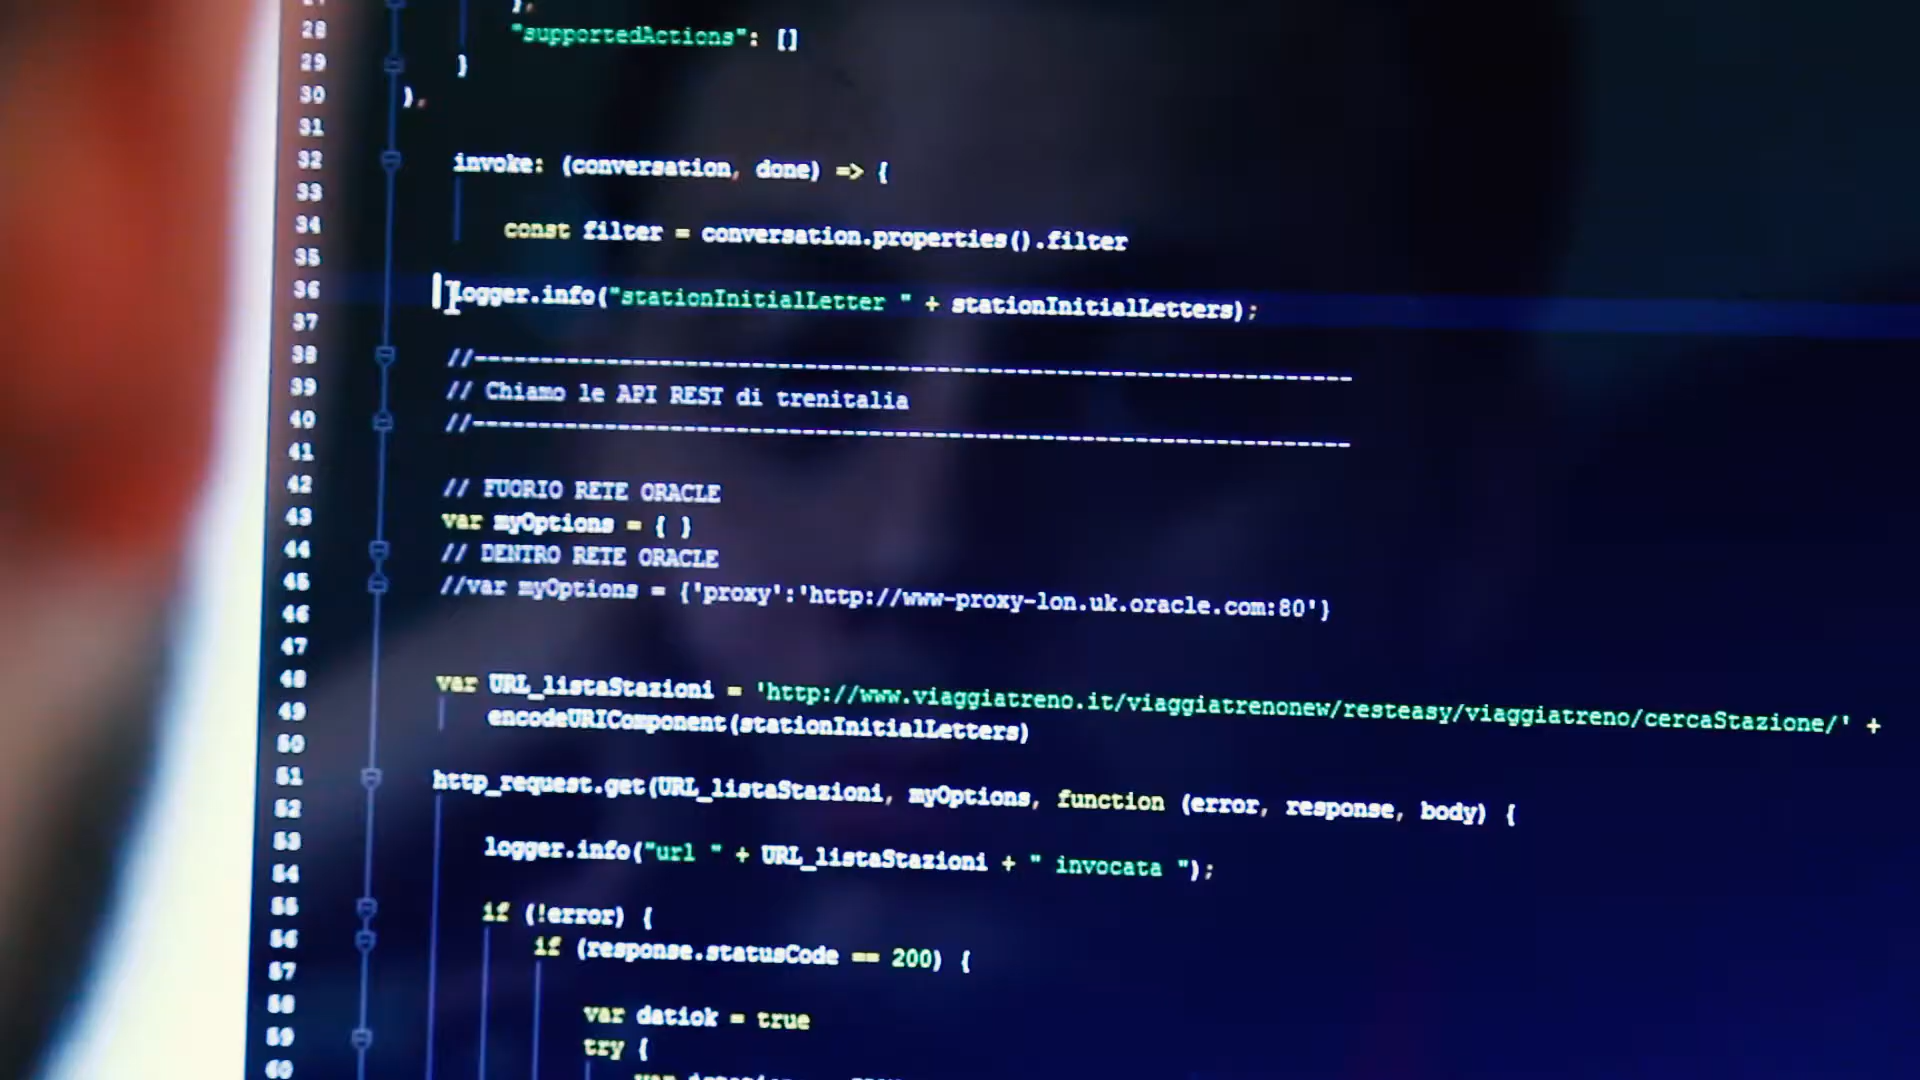 28 "supportedActions": []
29 }
30 ),
31
32 invoke: (conversation, done) => {
33
34 const filter = conversation.properties().filter
35
36 logger.info("stationInitialLetter " + stationInitialLetters);
37
38 //------------------------------------------------------------------
39 // Chiamo le API REST di trenitalia
40 //------------------------------------------------------------------
41
42 // FUORIO RETE ORACLE
43 var myOptions = { }
44 // DENTRO RETE ORACLE
45 //var myOptions = {'proxy':'http://www-proxy-lon.uk.oracle.com:80'}
46
47
48 var URL_listaStazioni = 'http://www.viaggiatreno.it/viaggiatrenonew/resteasy/viaggiatreno/cercaStazione/' +
49 encodeURIComponent(stationInitialLetters)
50
51 http_request.get(URL_listaStazioni, myOptions, function (error, response, body) {
52
53 logger.info("url " + URL_listaStazioni + " invocata ");
54
55 if (!error) {
56 if (response.statusCode == 200) {
57
58 var datiok = true
59 try {
60